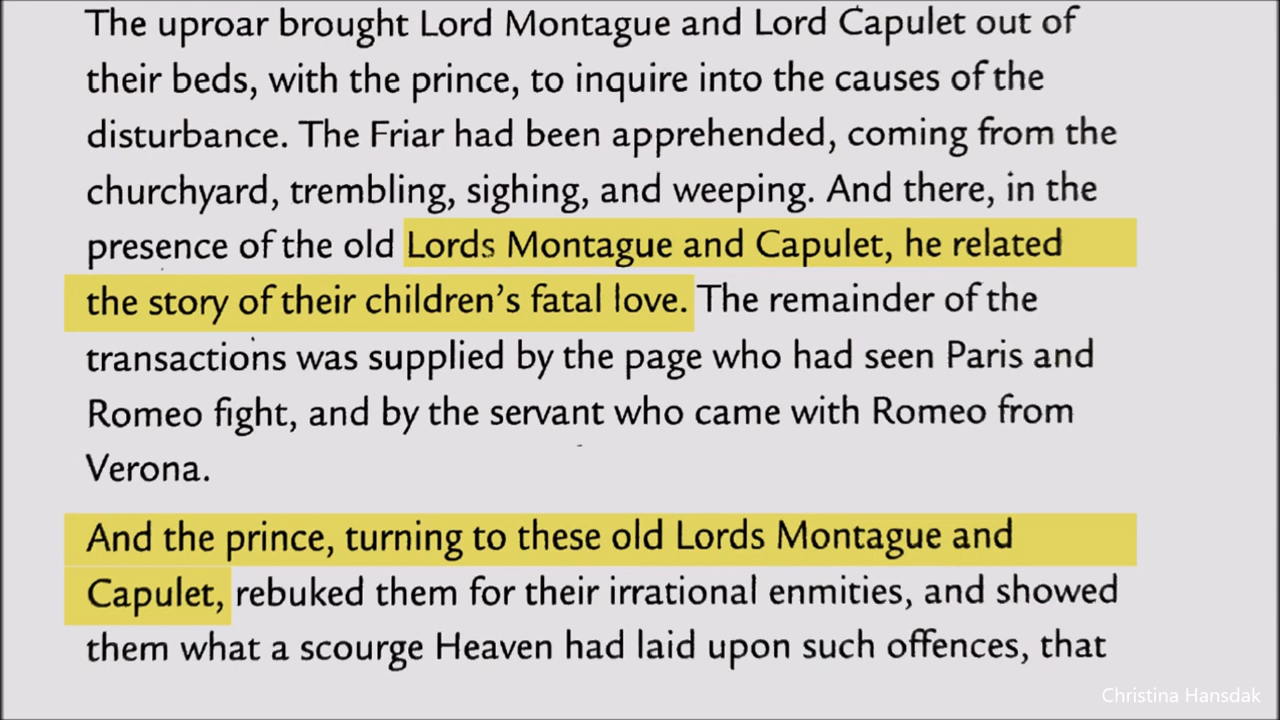 The uproar brought Lord Montague and Lord Capulet out of
their beds, with the prince, to inquire into the causes of the
disturbance. The Friar had been apprehended, coming from the
churchyard, trembling, sighing, and weeping. And there, in the
presence of the old Lords Montague and Capulet, he related
the story of their children’s fatal love. The remainder of the
transactions was supplied by the page who had seen Paris and
Romeo fight, and by the servant who came with Romeo from
Verona.
And the prince, turning to these old Lords Montague and
Capulet, rebuked them for their irrational enmities, and showed
them what a scourge Heaven had laid upon such offences, that
Christina Hansdak